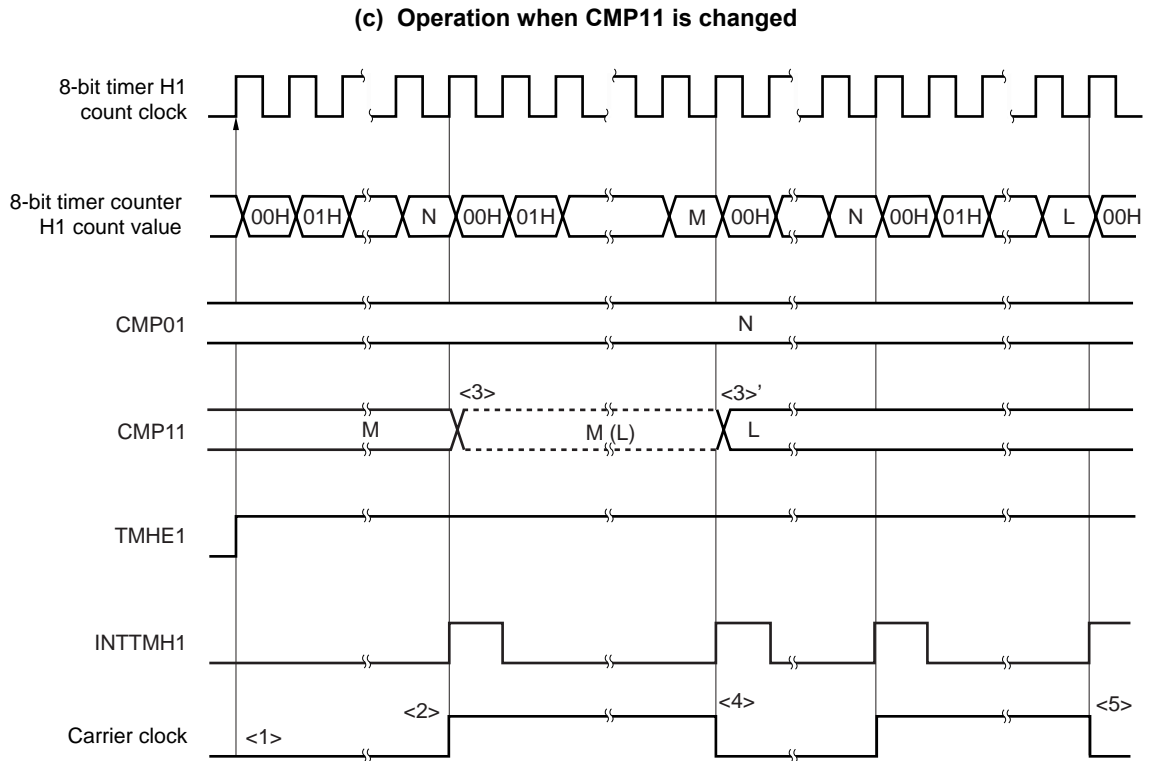 (c) Operation when CMP11 is changed
8-bit timer H1
count clock
8-bit timer counter
H1 count value
00H 01H N 00H 01H M 00H N 00H 01H L 00H
CMP01
N
<3> <3>’
CMP11
M M (L) L
TMHE1
INTTMH1
<2> <4> <5>
Carrier clock
<1>